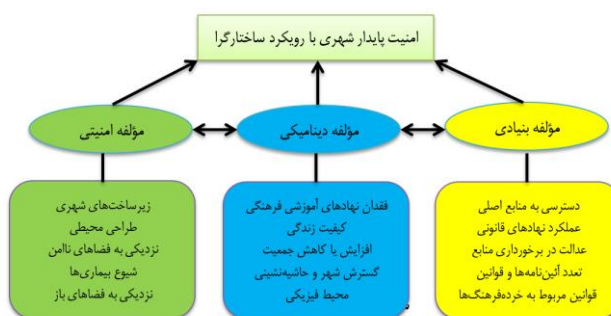 امنیت پایدار شهری با رویکرد ساختارگرا
مؤلفه بنیادی
مؤلفه دینامیکی
مؤلفه امنیتی
دسترسی به منابع اصلی
عملکرد نهادهای قانونی
عدالت در برخورداری منابع
تعدد آئین‌نامه‌ها و قوانین
قوانین مربوط به خرده‌فرهنگ‌ها
فقدان نهادهای آموزشی فرهنگی
کیفیت زندگی
افزایش یا کاهش جمعیت
گسترش شهر و حاشیه‌نشینی
محیط فیزیکی
زیرساخت‌های شهری
طراحی محیطی
نزدیکی به فضاهای ناامن
شیوع بیماری‌ها
نزدیکی به فضاهای باز